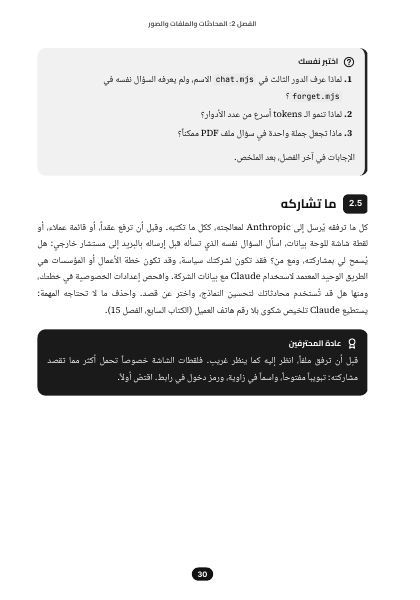 الفصل 2: المحادثات والملفات والصور
اختبر نفسك
1. لماذا عرف الدور الثالث في chat.mjs الاسم، ولم يعرفه السؤال نفسه في
forget.mjs ؟
2. لماذا تنمو الـ tokens أسرع من عدد الأدوار؟
3. ماذا تجعل جملة واحدة في سؤال ملف PDF ممكناً؟
الإجابات في آخر الفصل، بعد الملخص.
2.5 ما تشاركه
كل ما ترفقه يُرسل إلى Anthropic لمعالجته، ككل ما تكتبه. وقبل أن ترفع عقداً، أو قائمة عملاء، أو
لقطة شاشة للوحة بيانات، اسأل السؤال نفسه الذي تسأله قبل إرساله بالبريد إلى مستشار خارجي: هل
يُسمح لي بمشاركته، ومع من؟ فقد تكون لشركتك سياسة، وقد تكون خطة الأعمال أو المؤسسات هي
الطريق الوحيد المعتمد لاستخدام Claude مع بيانات الشركة. وافحص إعدادات الخصوصية في خطتك،
ومنها هل قد تُستخدم محادثاتك لتحسين النماذج، واختر عن قصد. واحذف ما لا تحتاجه المهمة:
يستطيع Claude تلخيص شكوى بلا رقم هاتف العميل (الكتاب السابع، الفصل 15).
عادة المحترفين
قبل أن ترفق ملفاً، انظر إليه كما ينظر غريب. فلقطات الشاشة خصوصاً تحمل أكثر مما تقصد
مشاركته: تبويباً مفتوحاً، واسماً في زاوية، ورمز دخول في رابط. اقتصّ أولاً.
30